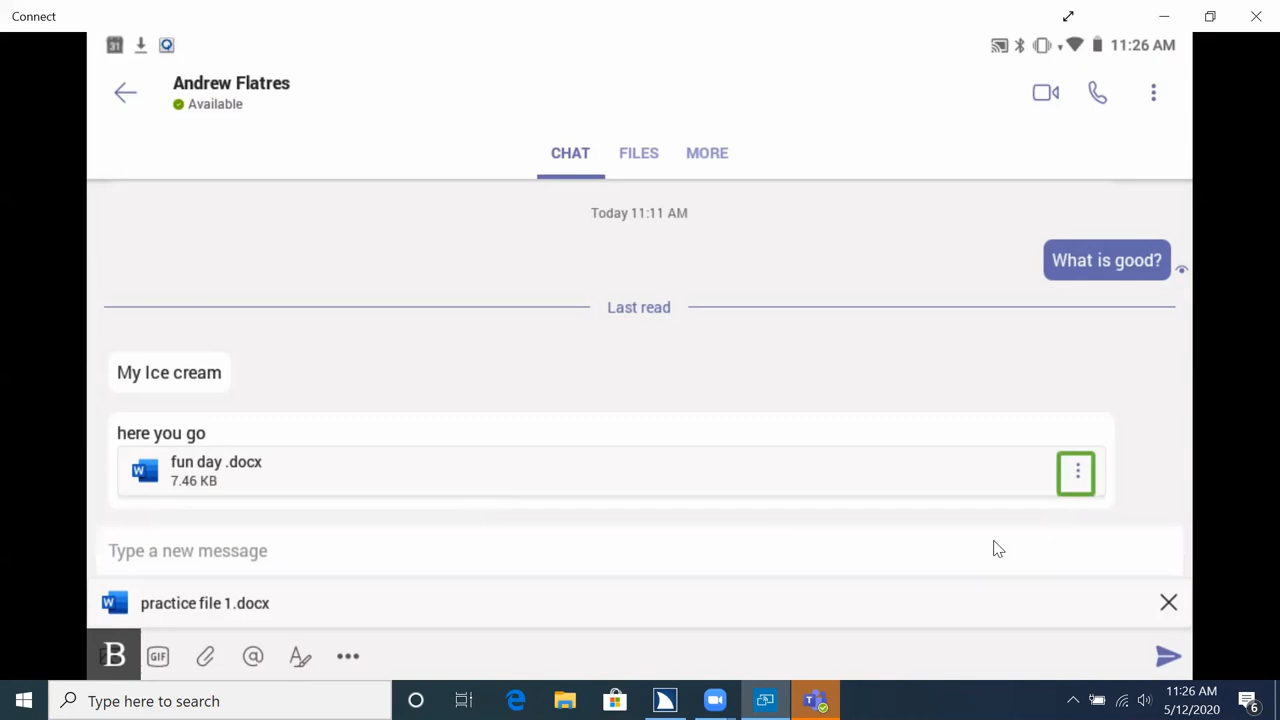 Connect
31
11:26 AM
Andrew Flatres
Available
CHAT FILES MORE
Today 11:11 AM
What is good?
Last read
My Ice cream
here you go
W
fun day .docx
7.46 KB
Type a new message
W practice file 1.docx
B GIF @ A
Type here to search
11:26 AM
5/12/2020
6